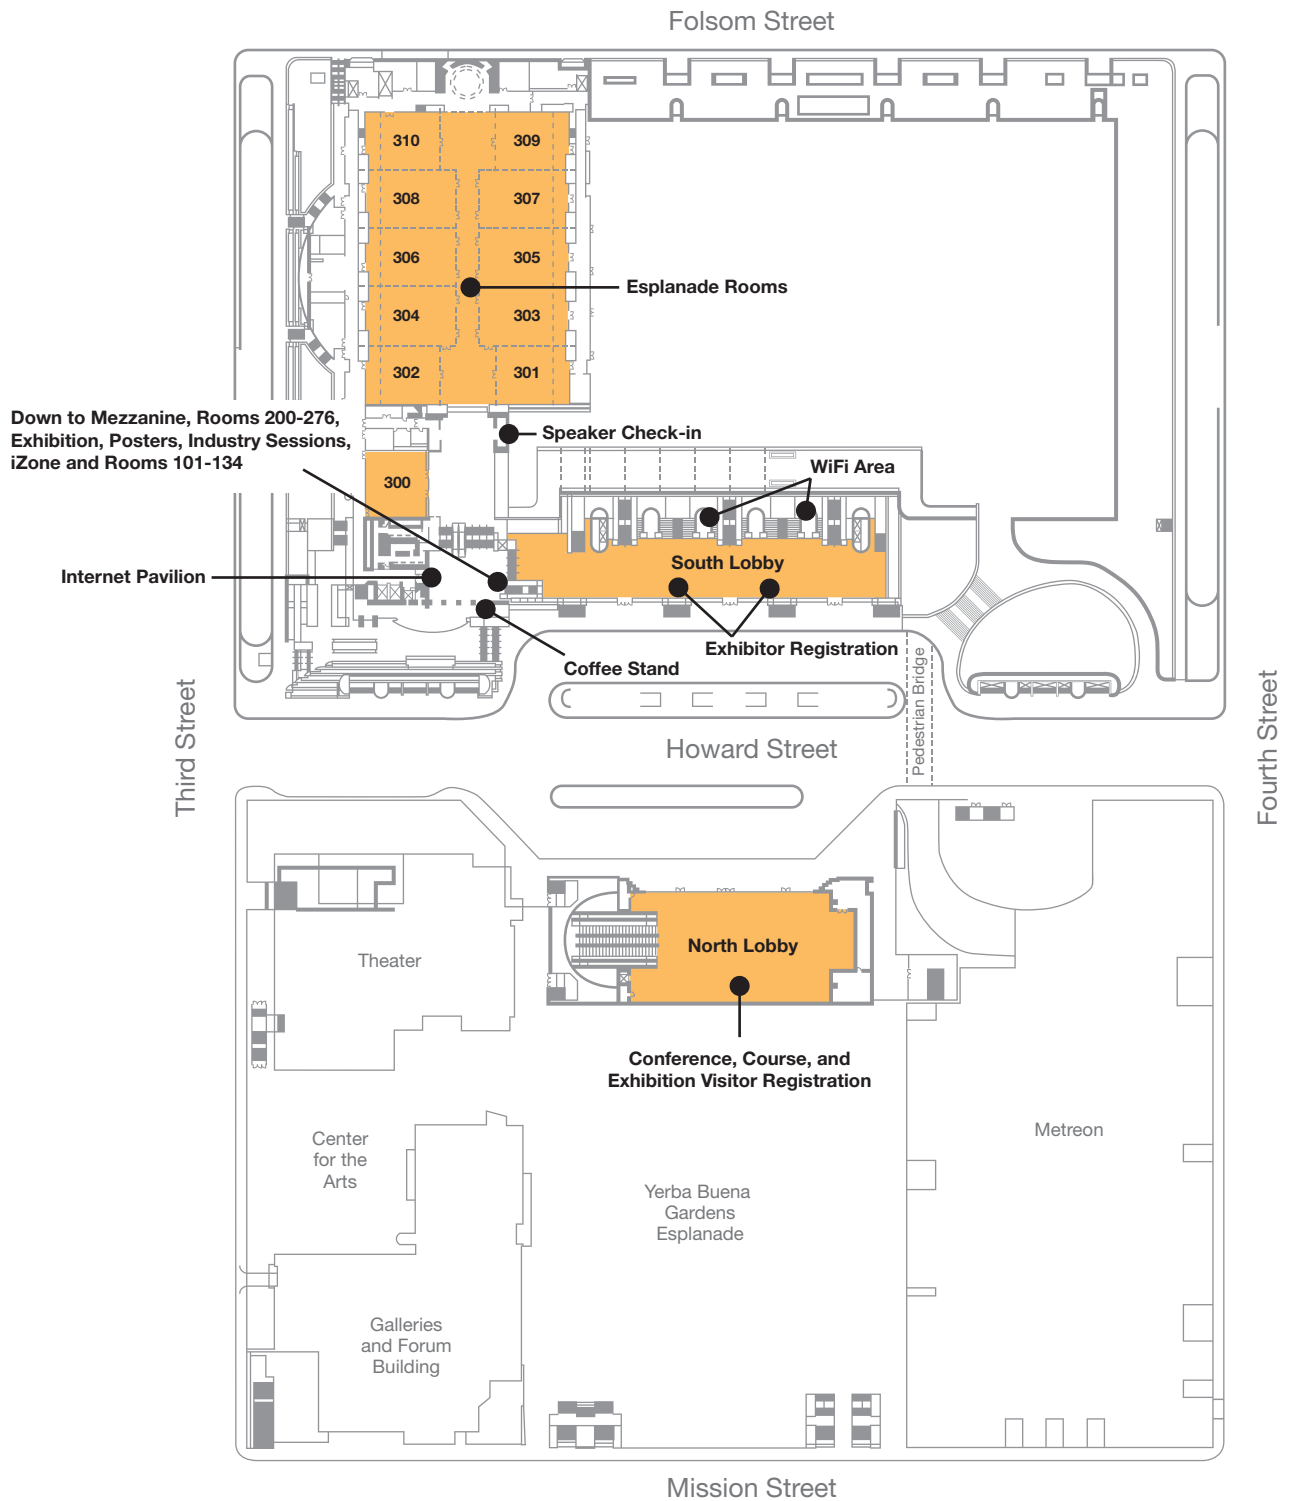 Folsom Street
310
309
308
307
306
305
Esplanade Rooms
304
303
302
301
Down to Mezzanine, Rooms 200-276,
Exhibition, Posters, Industry Sessions,
iZone and Rooms 101-134
Speaker Check-in
WiFi Area
300
South Lobby
Internet Pavilion
Exhibitor Registration
Coffee Stand
Pedestrian Bridge
Third Street
Howard Street
Fourth Street
North Lobby
Theater
Conference, Course, and
Exhibition Visitor Registration
Center
for the
Arts
Metreon
Yerba Buena
Gardens
Esplanade
Galleries
and Forum
Building
Mission Street